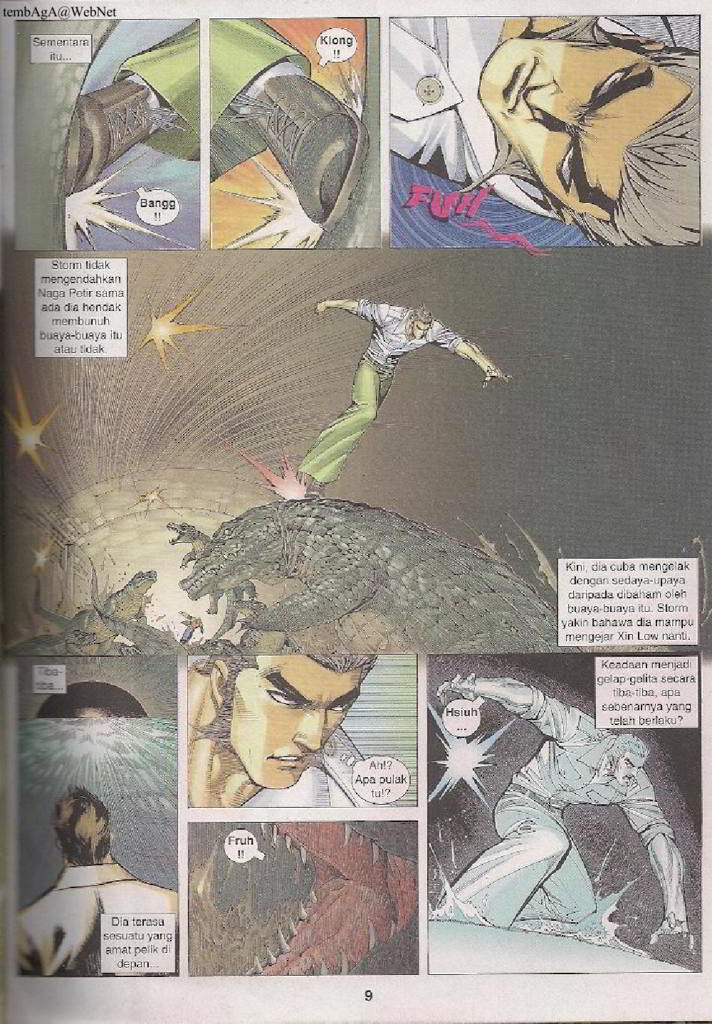 tembAgA@WebNet
Sementara
itu...
Klong
!!
Bangg
!!
FUH
Storm tidak
mengendahkan
Naga Petir sama
ada dia hendak
membunuh
buaya-buaya itu
atau tidak.
Kini, dia cuba mengelak
dengan sedaya-upaya
daripada dibaham oleh
buaya-buaya itu. Storm
yakin bahawa dia mampu
mengejar Xin Low nanti.
Tiba-
tiba...
Dia terasa
sesuatu yang
amat pelik di
depan...
Ah!?
Apa pulak
tu!?
Fruh
!!
Keadaan menjadi
gelap-gelita secara
tiba-tiba, apa
sebenarnya yang
telah berlaku?
Hsiuh
...
9